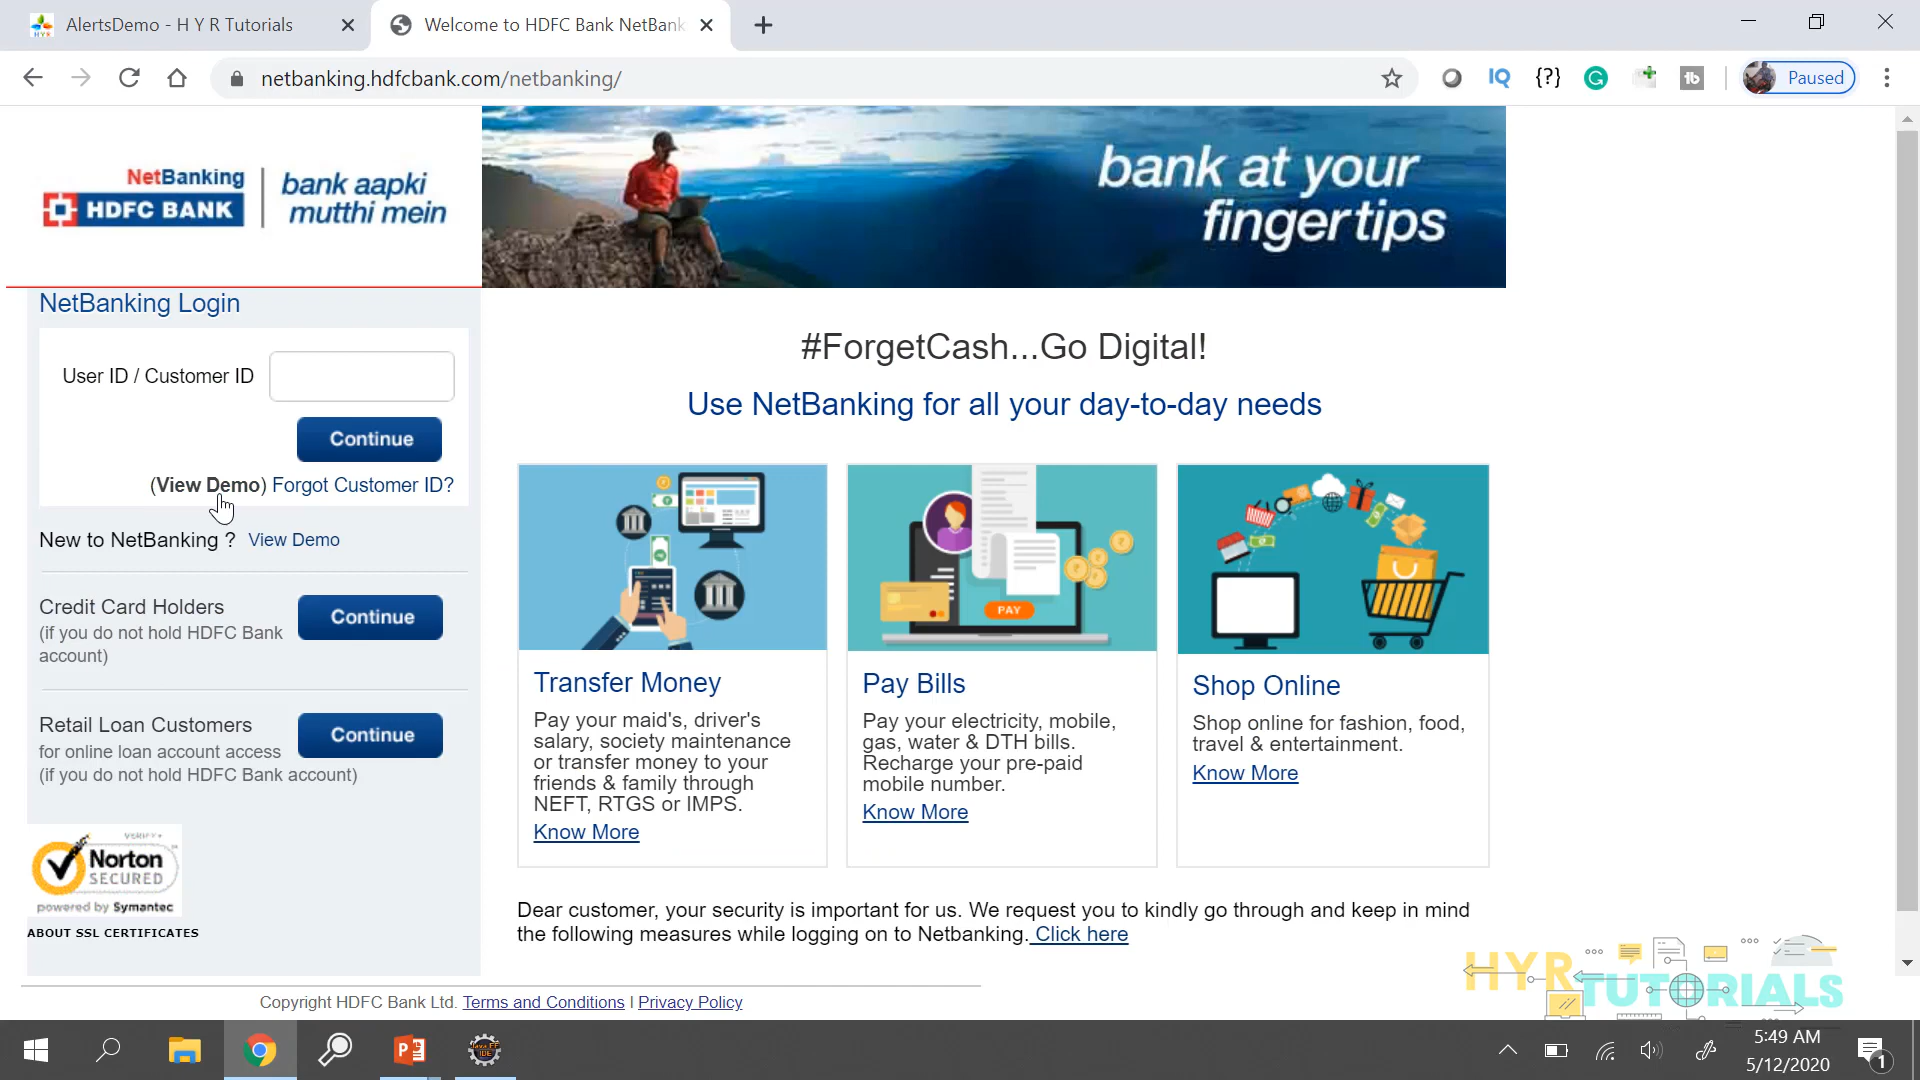 AlertsDemo - H Y R Tutorials
Welcome to HDFC Bank NetBank
netbanking.hdfcbank.com/netbanking/
IQ
{?}
Paused
NetBanking
HDFC BANK
bank aapki
mutthi mein
bank at your
fingertips
NetBanking Login
User ID / Customer ID
Continue
(View Demo) Forgot Customer ID?
New to NetBanking ? View Demo
Credit Card Holders
(if you do not hold HDFC Bank
account)
Continue
Retail Loan Customers
for online loan account access
(if you do not hold HDFC Bank account)
Continue
VERIFY
Norton
SECURED
powered by Symantec
ABOUT SSL CERTIFICATES
#ForgetCash...Go Digital!
Use NetBanking for all your day-to-day needs
Transfer Money
Pay your maid's, driver's
salary, society maintenance
or transfer money to your
friends & family through
NEFT, RTGS or IMPS.
Know More
PAY
Pay Bills
Pay your electricity, mobile,
gas, water & DTH bills.
Recharge your pre-paid
mobile number.
Know More
Shop Online
Shop online for fashion, food,
travel & entertainment.
Know More
Dear customer, your security is important for us. We request you to kindly go through and keep in mind
the following measures while logging on to Netbanking. Click here
HYR
TUTORIALS
Copyright HDFC Bank Ltd. Terms and Conditions I Privacy Policy
Java EE
IDE
5:49 AM
5/12/2020
1